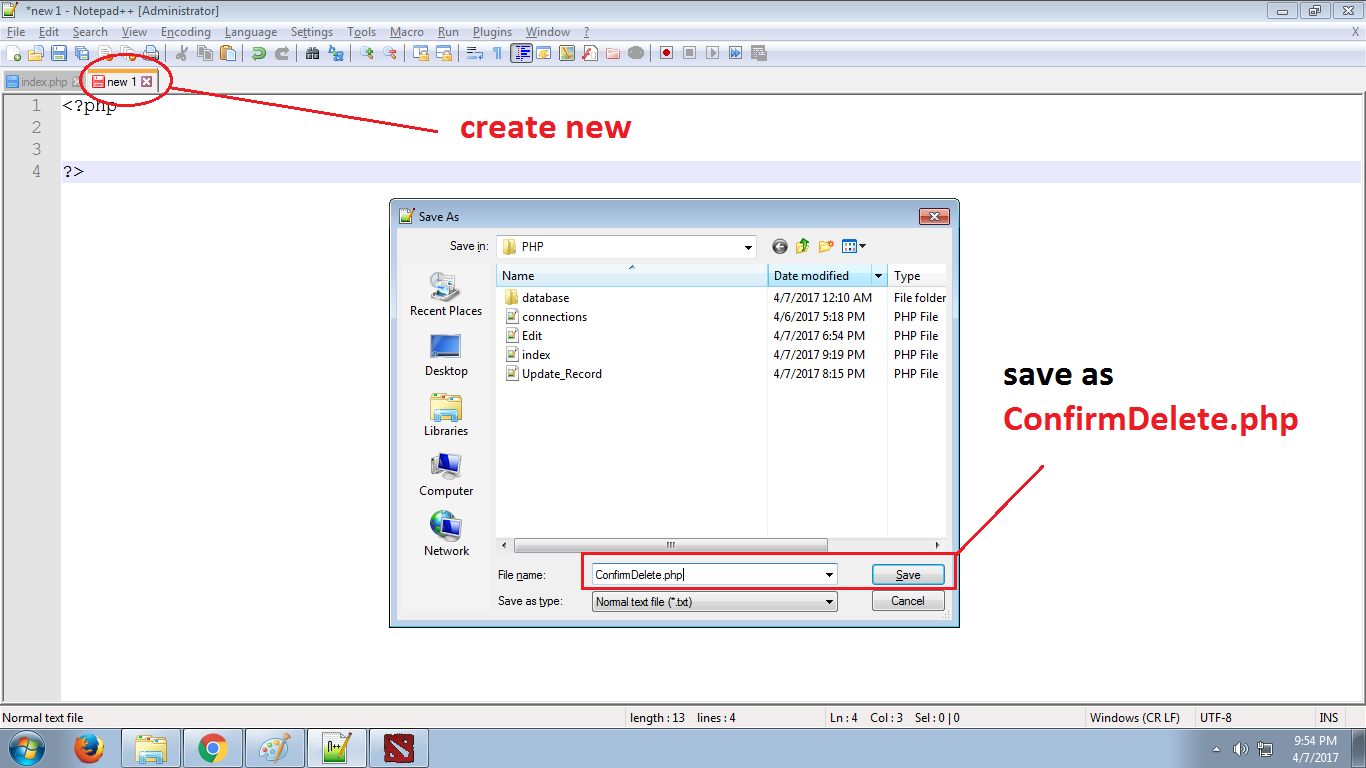 *new 1 - Notepad++ [Administrator]
File Edit Search View Encoding Language Settings Tools Macro Run Plugins Window ? X
index.php new 1
1 <?php
2
3
4 ?>
create new
Save As
Save in: PHP
Name Date modified Type
database 4/7/2017 12:10 AM File folder
connections 4/6/2017 5:18 PM PHP File
Edit 4/7/2017 6:54 PM PHP File
index 4/7/2017 9:19 PM PHP File
Update_Record 4/7/2017 8:15 PM PHP File
Recent Places
Desktop
Libraries
Computer
Network
File name: ConfirmDelete.php Save
Save as type: Normal text file (*.txt) Cancel
save as
ConfirmDelete.php
Normal text file length : 13 lines : 4 Ln : 4 Col : 3 Sel : 0 | 0 Windows (CR LF) UTF-8 INS
9:54 PM
4/7/2017